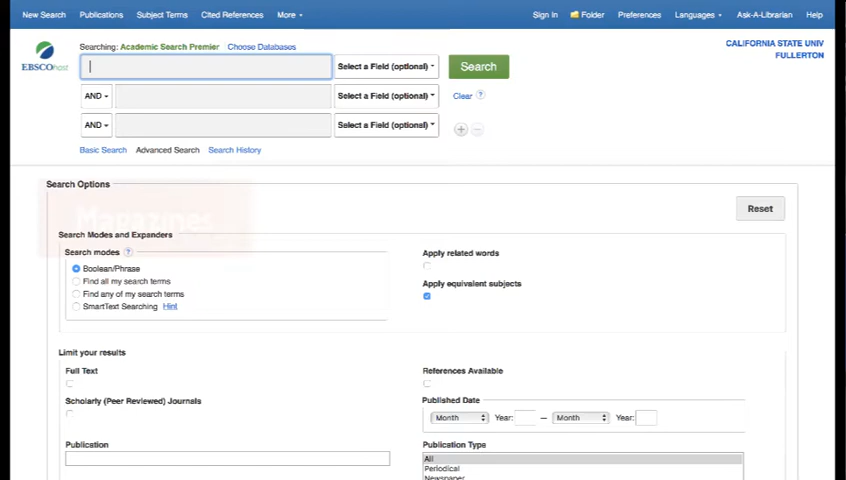 New Search Publications Subject Terms Cited References More Sign In Folder Preferences Languages Ask-A-Librarian Help
EBSCOhost
Searching: Academic Search Premier Choose Databases
CALIFORNIA STATE UNIV
FULLERTON
Select a Field (optional) Search
AND Select a Field (optional) Clear ?
AND Select a Field (optional)
Basic Search Advanced Search Search History
Search Options
Magazines
Reset
Search Modes and Expanders
Search modes ?
Boolean/Phrase
Find all my search terms
Find any of my search terms
SmartText Searching Hint
Apply related words
Apply equivalent subjects
Limit your results
Full Text
References Available
Scholarly (Peer Reviewed) Journals
Published Date
Month Year: — Month Year:
Publication
Publication Type
All
Periodical
Newspaper